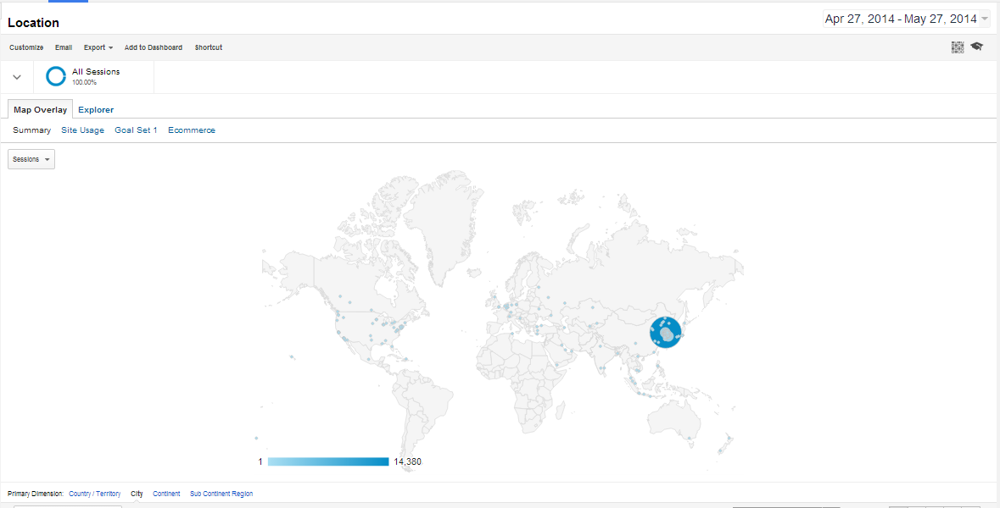 Location
Apr 27, 2014 - May 27, 2014
Customize Email Export Add to Dashboard Shortcut
All Sessions
100.00%
Map Overlay Explorer
Summary Site Usage Goal Set 1 Ecommerce
Sessions
1 14,380
Primary Dimension: Country / Territory City Continent Sub Continent Region